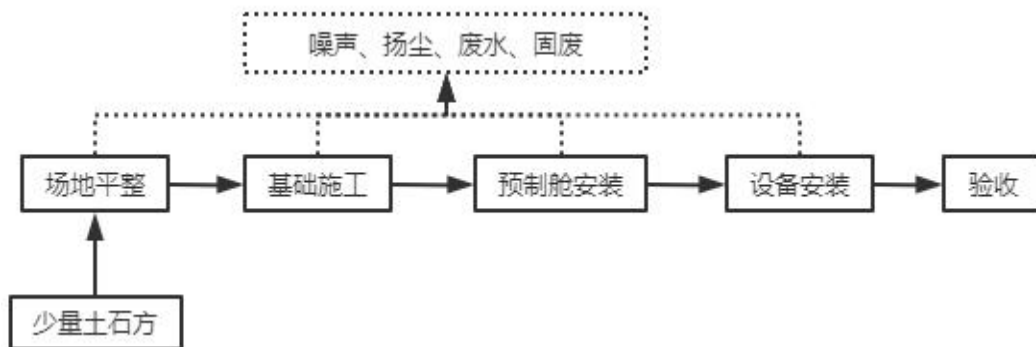 噪声、扬尘、废水、固废
场地平整
基础施工
预制舱安装
设备安装
验收
少量土石方